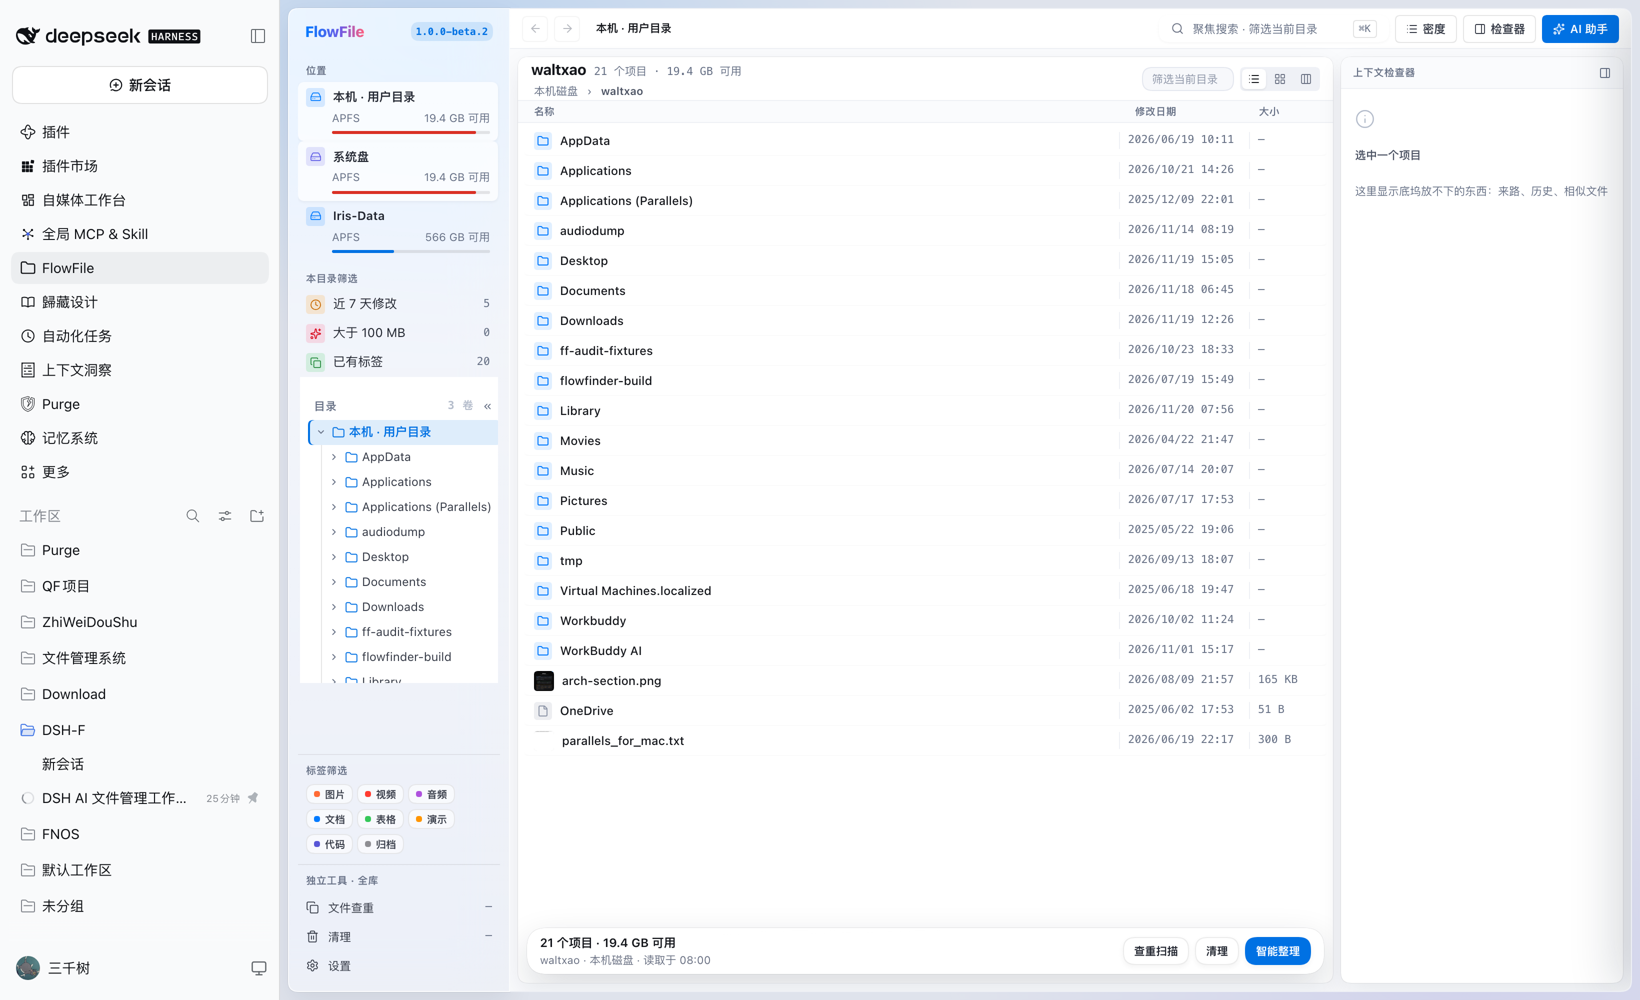 deepseek HARNESS
新会话
插件
插件市场
自媒体工作台
全局 MCP & Skill
FlowFile
歸藏设计
自动化任务
上下文洞察
Purge
记忆系统
更多
工作区
Purge
QF项目
ZhiWeiDouShu
文件管理系统
Download
DSH-F
新会话
DSH AI 文件管理工作... 25分钟
FNOS
默认工作区
未分组
三千树
FlowFile 1.0.0-beta.2
位置
本机 · 用户目录
APFS 19.4 GB 可用
系统盘
APFS 19.4 GB 可用
Iris-Data
APFS 566 GB 可用
本目录筛选
近 7 天修改 5
大于 100 MB 0
已有标签 20
目录 3 卷 «
本机 · 用户目录
AppData
Applications
Applications (Parallels)
audiodump
Desktop
Documents
Downloads
ff-audit-fixtures
flowfinder-build
Library
标签筛选
图片 视频 音频
文档 表格 演示
代码 归档
独立工具 · 全库
文件查重 —
清理 —
设置
← → 本机 · 用户目录 聚焦搜索 · 筛选当前目录 ⌘K 密度 检查器 AI 助手
waltxao 21 个项目 · 19.4 GB 可用
本机磁盘 › waltxao
筛选当前目录
名称 修改日期 大小
AppData 2026/06/19 10:11 —
Applications 2026/10/21 14:26 —
Applications (Parallels) 2025/12/09 22:01 —
audiodump 2026/11/14 08:19 —
Desktop 2026/11/19 15:05 —
Documents 2026/11/18 06:45 —
Downloads 2026/11/19 12:26 —
ff-audit-fixtures 2026/10/23 18:33 —
flowfinder-build 2026/07/19 15:49 —
Library 2026/11/20 07:56 —
Movies 2026/04/22 21:47 —
Music 2026/07/14 20:07 —
Pictures 2026/07/17 17:53 —
Public 2025/05/22 19:06 —
tmp 2026/09/13 18:07 —
Virtual Machines.localized 2025/06/18 19:47 —
Workbuddy 2026/10/02 11:24 —
WorkBuddy AI 2026/11/01 15:17 —
arch-section.png 2026/08/09 21:57 165 KB
OneDrive 2025/06/02 17:53 51 B
parallels_for_mac.txt 2026/06/19 22:17 300 B
21 个项目 · 19.4 GB 可用
waltxao · 本机磁盘 · 读取于 08:00
查重扫描 清理 智能整理
上下文检查器
选中一个项目
这里显示底坞放不下的东西：来路、历史、相似文件